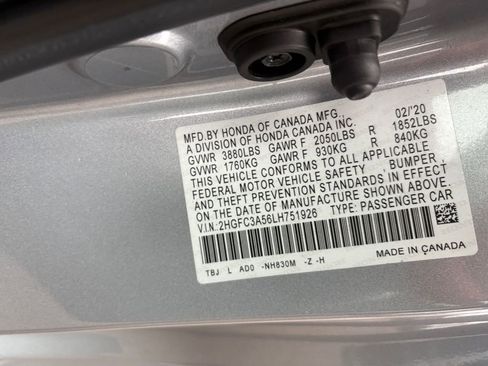 MFD.BY HONDA OF CANADA MFG. 02/'20
A DIVISION OF HONDA CANADA INC.
GVWR 3880LBS GAWR F 2050LBS R 1852LBS
GVWR 1760KG GAWR F 930KG R 840KG
THIS VEHICLE CONFORMS TO ALL APPLICABLE
FEDERAL MOTOR VEHICLE SAFETY , BUMPER ,
AND THEFT PREVENTION STANDARDS IN EFFECT
ON THE DATE OF MANUFACTURE SHOWN ABOVE.
V.I.N.:2HGFC3A56LH751926 TYPE: PASSENGER CAR
TBJ L AD0 -NH830M -Z -H MADE IN CANADA